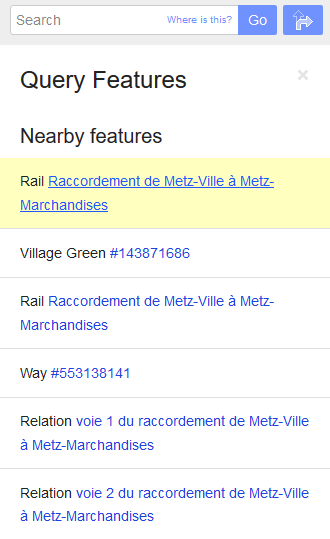 Search Where is this? Go
Query Features ×
Nearby features
Rail Raccordement de Metz-Ville à Metz-
Marchandises
Village Green #143871686
Rail Raccordement de Metz-Ville à Metz-
Marchandises
Way #553138141
Relation voie 1 du raccordement de Metz-Ville
à Metz-Marchandises
Relation voie 2 du raccordement de Metz-Ville
à Metz-Marchandises